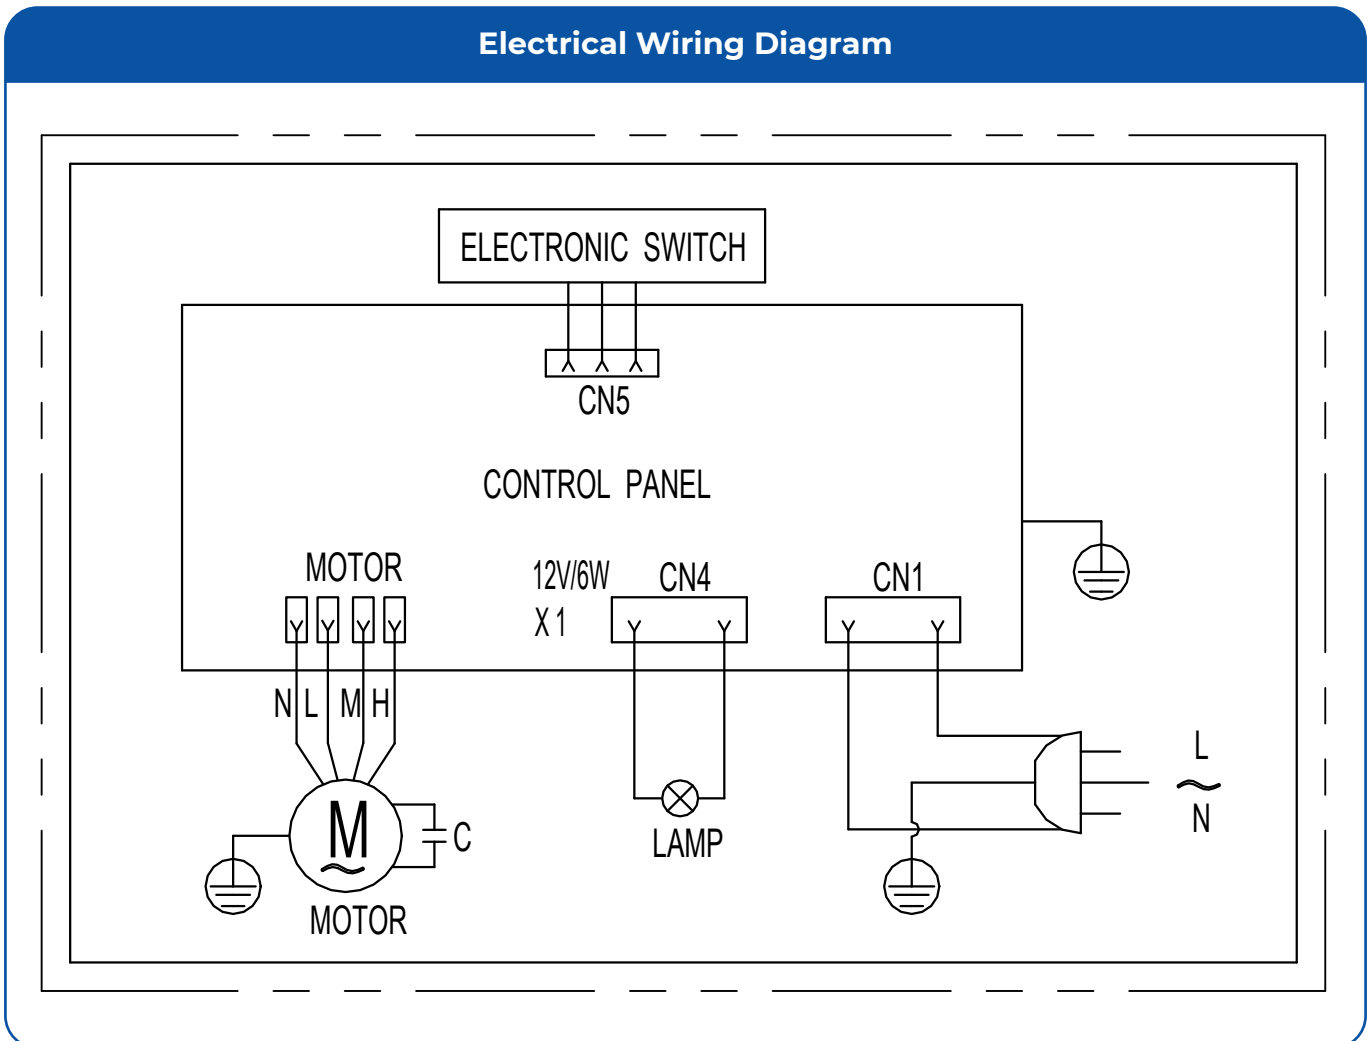 Electrical Wiring Diagram
ELECTRONIC SWITCH
CN5
CONTROL PANEL
MOTOR
12V/6W
X 1
CN4
CN1
N L M H
L
N
M
C
LAMP
MOTOR